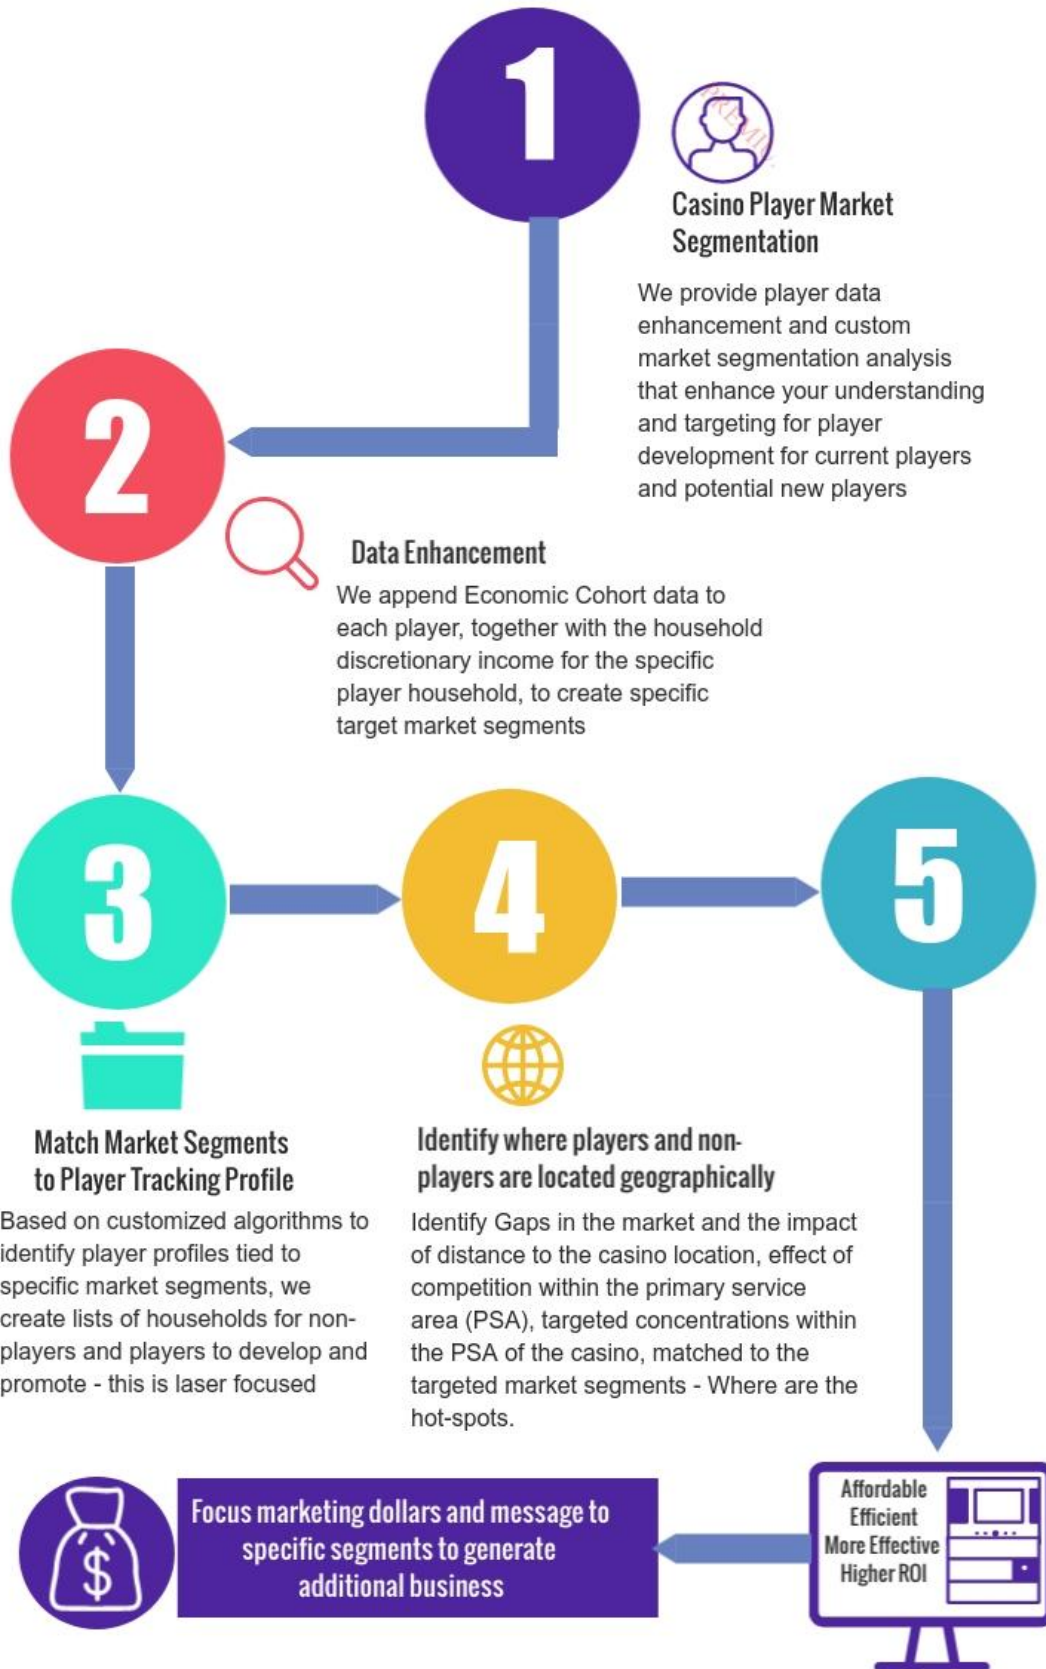 1
PREMIU
Casino Player Market
Segmentation
We provide player data
enhancement and custom
market segmentation analysis
that enhance your understanding
and targeting for player
development for current players
and potential new players
2
Data Enhancement
We append Economic Cohort data to
each player, together with the household
discretionary income for the specific
player household, to create specific
target market segments
3
4
5
Match Market Segments
to Player Tracking Profile
Based on customized algorithms to
identify player profiles tied to
specific market segments, we
create lists of households for non-
players and players to develop and
promote - this is laser focused
Identify where players and non-
players are located geographically
Identify Gaps in the market and the impact
of distance to the casino location, effect of
competition within the primary service
area (PSA), targeted concentrations within
the PSA of the casino, matched to the
targeted market segments - Where are the
hot-spots.
$
Focus marketing dollars and message to
specific segments to generate
additional business
Affordable
Efficient
More Effective
Higher ROI